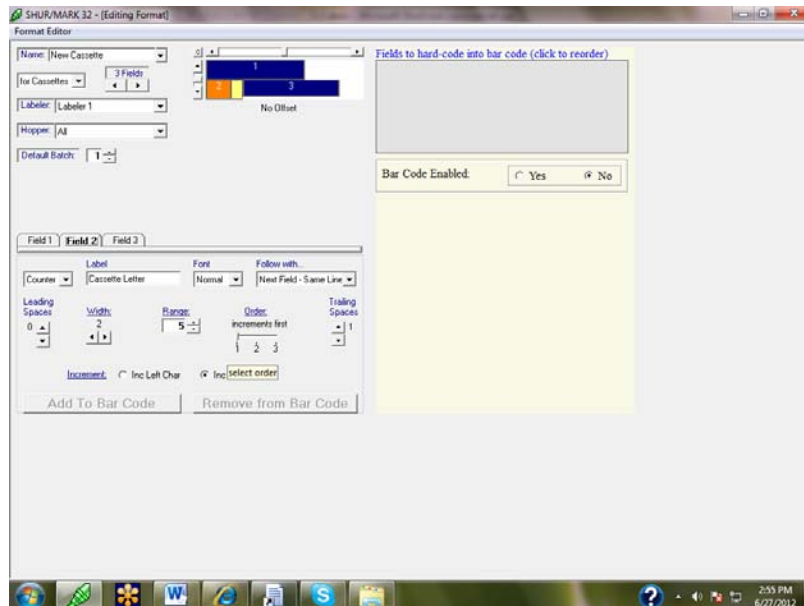 SHUR/MARK 32 - [Editing Format]
Format Editor
Name: New Cassette
for Cassettes
3 Fields
Labeler: Labeler 1
Hopper: All
Default Batch: 1
0
1
2
3
No Offset
Fields to hard-code into bar code (click to reorder)
Bar Code Enabled: Yes No
Field 1 Field 2 Field 3
Label Font Follow with...
Counter Cassette Letter Normal Next Field - Same Line
Leading Spaces Width: Range: Order: Trailing Spaces
0 2 5 increments first 1
1 2 3
Increment: Inc Left Char Inc
select order
Add To Bar Code Remove from Bar Code
W S ?
2:55 PM
6/27/2012